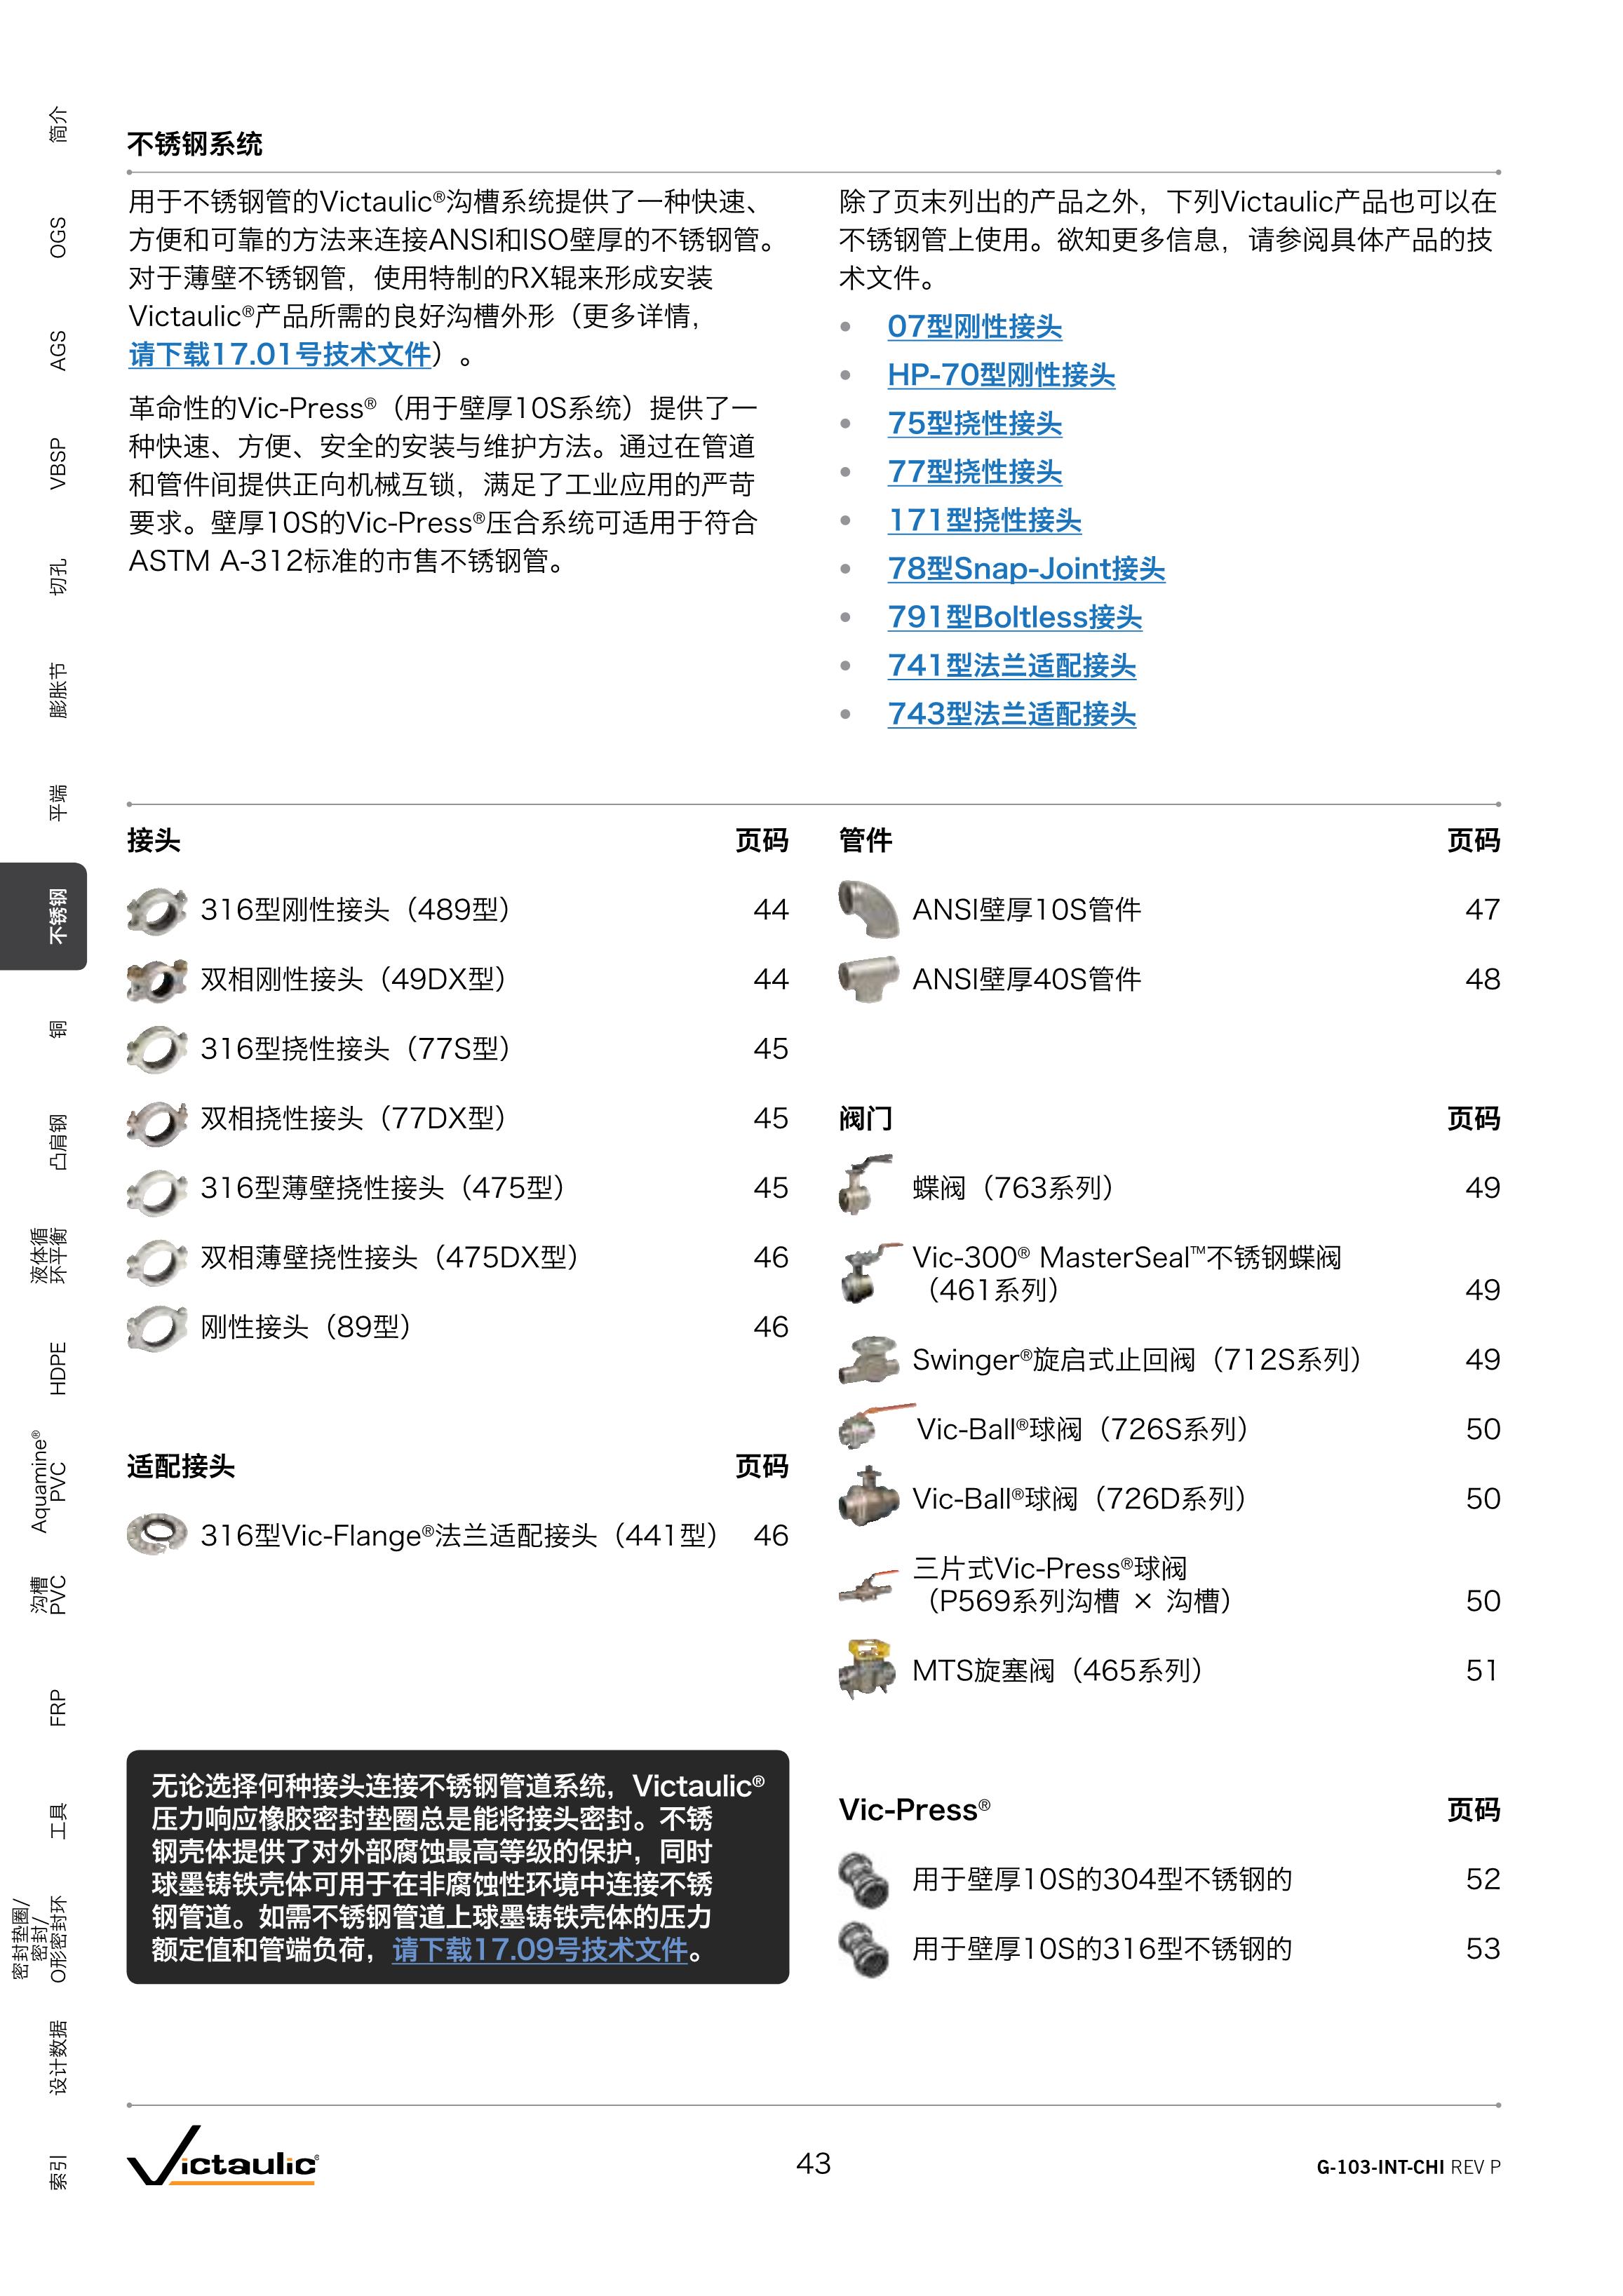 简介
OGS
AGS
VBSP
切孔
膨胀节
平端
不锈钢
铜
凸肩钢
液体循
环平衡
HDPE
Aquamine®
PVC
沟槽
PVC
FRP
工具
密封垫圈/
密封/
O形密封环
设计数据
索引
不锈钢系统
用于不锈钢管的Victaulic®沟槽系统提供了一种快速、
方便和可靠的方法来连接ANSI和ISO壁厚的不锈钢管。
对于薄壁不锈钢管，使用特制的RX辊来形成安装
Victaulic®产品所需的良好沟槽外形（更多详情，
请下载17.01号技术文件）。
革命性的Vic-Press®（用于壁厚10S系统）提供了一
种快速、方便、安全的安装与维护方法。通过在管道
和管件间提供正向机械互锁，满足了工业应用的严苛
要求。壁厚10S的Vic-Press®压合系统可适用于符合
ASTM A-312标准的市售不锈钢管。
除了页末列出的产品之外，下列Victaulic产品也可以在
不锈钢管上使用。欲知更多信息，请参阅具体产品的技
术文件。
• 07型刚性接头
• HP-70型刚性接头
• 75型挠性接头
• 77型挠性接头
• 171型挠性接头
• 78型Snap-Joint接头
• 791型Boltless接头
• 741型法兰适配接头
• 743型法兰适配接头
接头 页码
316型刚性接头（489型） 44
双相刚性接头（49DX型） 44
316型挠性接头（77S型） 45
双相挠性接头（77DX型） 45
316型薄壁挠性接头（475型） 45
双相薄壁挠性接头（475DX型） 46
刚性接头（89型） 46
适配接头 页码
316型Vic-Flange®法兰适配接头（441型） 46
无论选择何种接头连接不锈钢管道系统，Victaulic®
压力响应橡胶密封垫圈总是能将接头密封。不锈
钢壳体提供了对外部腐蚀最高等级的保护，同时
球墨铸铁壳体可用于在非腐蚀性环境中连接不锈
钢管道。如需不锈钢管道上球墨铸铁壳体的压力
额定值和管端负荷，请下载17.09号技术文件。
管件 页码
ANSI壁厚10S管件 47
ANSI壁厚40S管件 48
阀门 页码
蝶阀（763系列） 49
Vic-300® MasterSeal™不锈钢蝶阀
（461系列） 49
Swinger®旋启式止回阀（712S系列） 49
Vic-Ball®球阀（726S系列） 50
Vic-Ball®球阀（726D系列） 50
三片式Vic-Press®球阀
（P569系列沟槽 × 沟槽） 50
MTS旋塞阀（465系列） 51
Vic-Press® 页码
用于壁厚10S的304型不锈钢的 52
用于壁厚10S的316型不锈钢的 53
Victaulic®
43
G-103-INT-CHI REV P